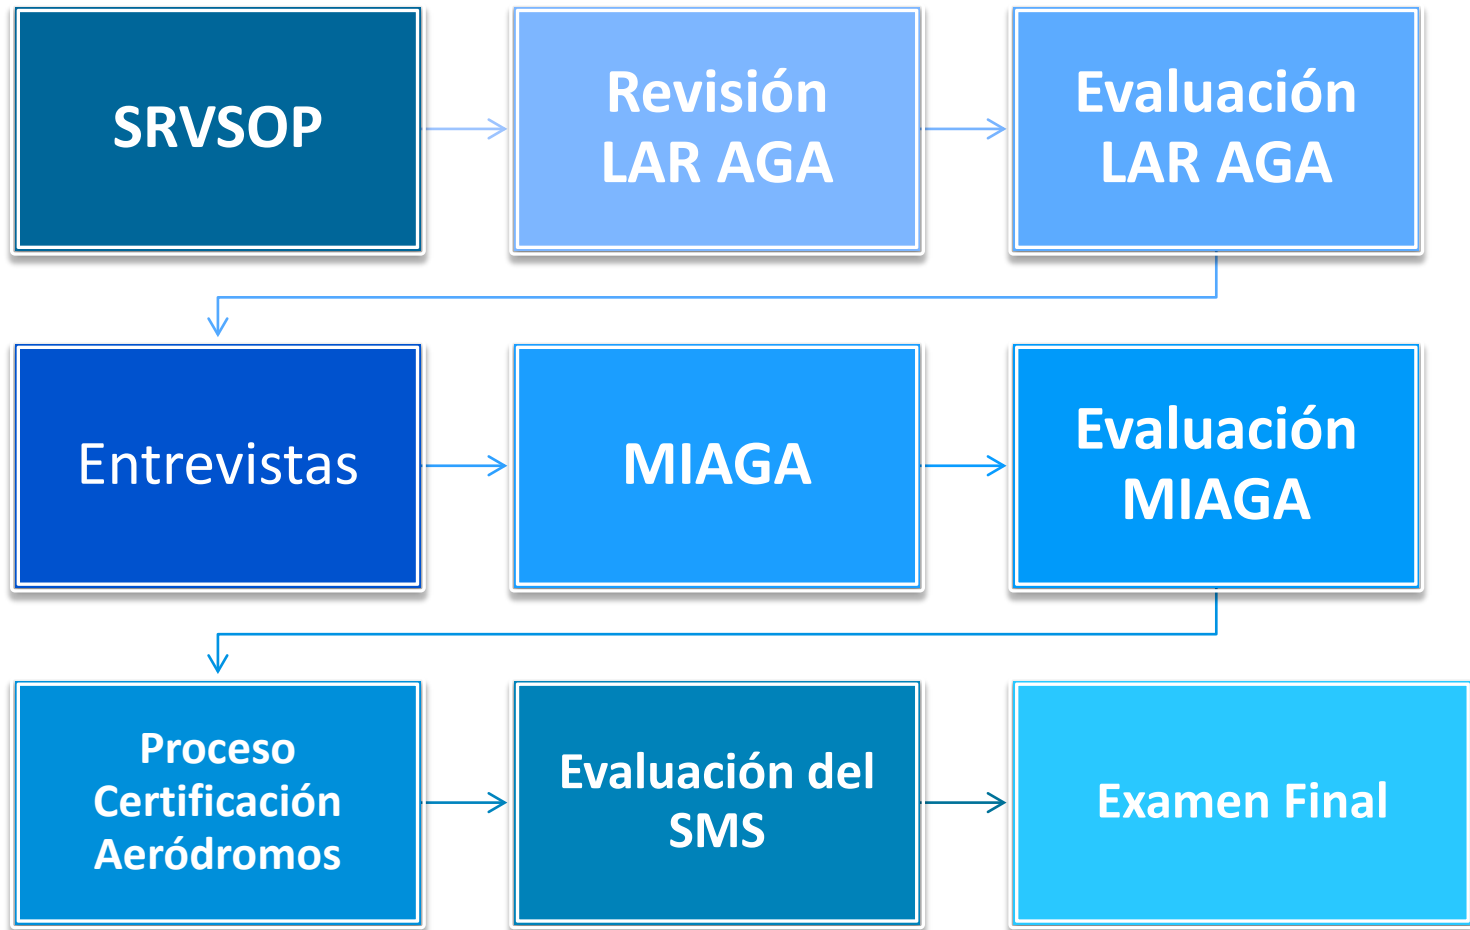 SRVSOP
Revisión
LAR AGA
Evaluación
LAR AGA
Entrevistas
MIAGA
Evaluación
MIAGA
Proceso
Certificación
Aeródromos
Evaluación del
SMS
Examen Final